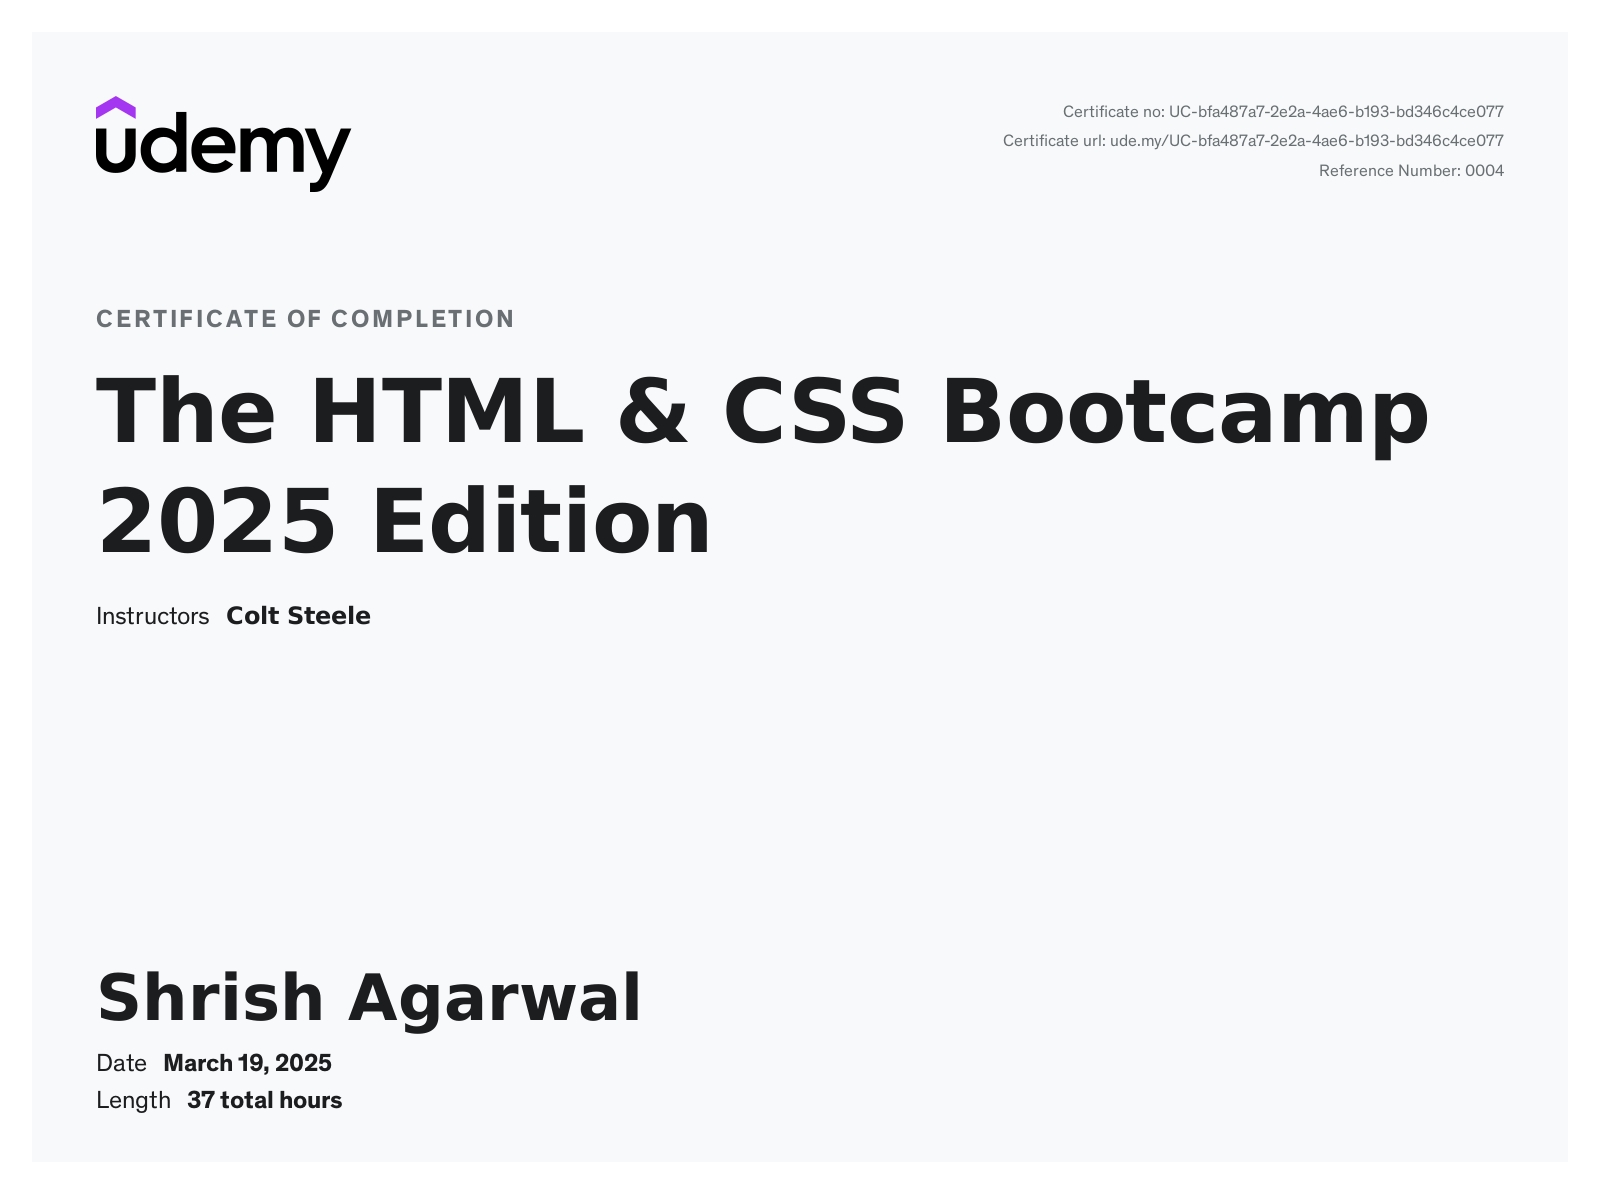 udemy
Certificate no: UC-bfa487a7-2e2a-4ae6-b193-bd346c4ce077
Certificate url: ude.my/UC-bfa487a7-2e2a-4ae6-b193-bd346c4ce077
Reference Number: 0004
CERTIFICATE OF COMPLETION
The HTML & CSS Bootcamp
2025 Edition
Instructors Colt Steele
Shrish Agarwal
Date March 19, 2025
Length 37 total hours